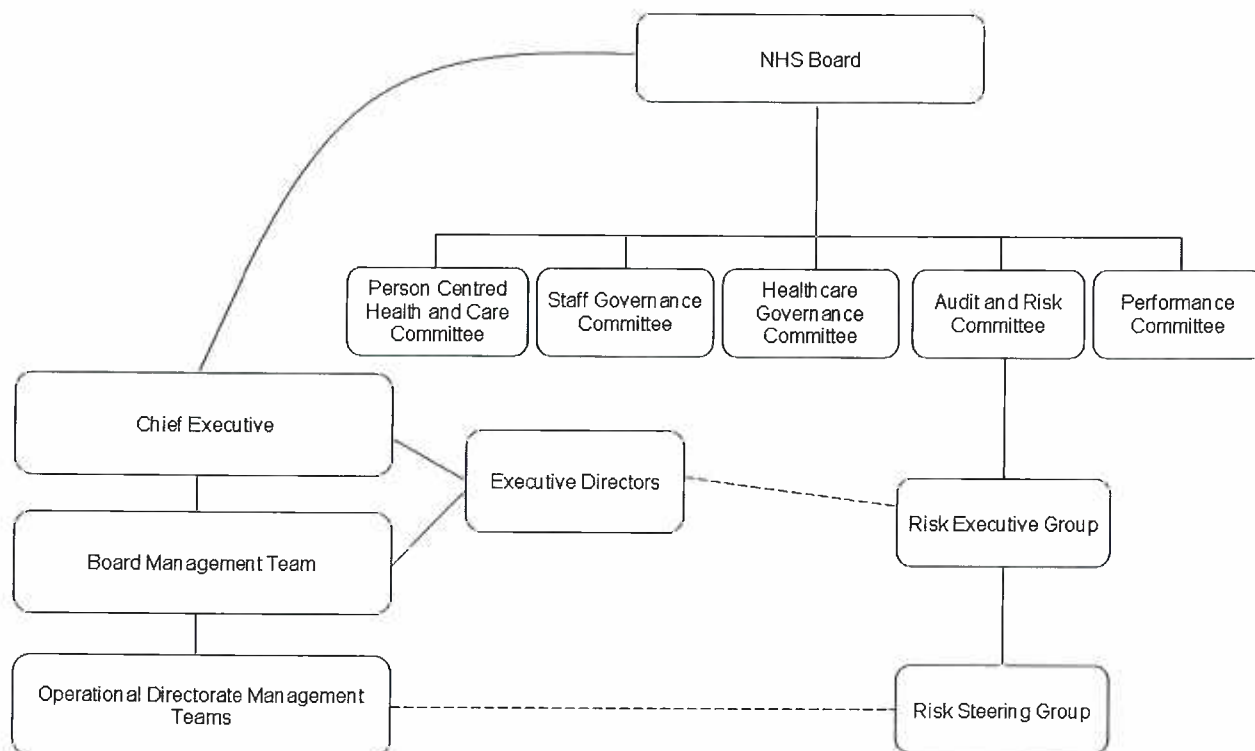 NHS Board
Person Centred
Health and Care
Committee
Staff Governance
Committee
Healthcare
Governance
Committee
Audit and Risk
Committee
Performance
Committee
Chief Executive
Executive Directors
Risk Executive Group
Board Management Team
Operational Directorate Management
Teams
Risk Steering Group